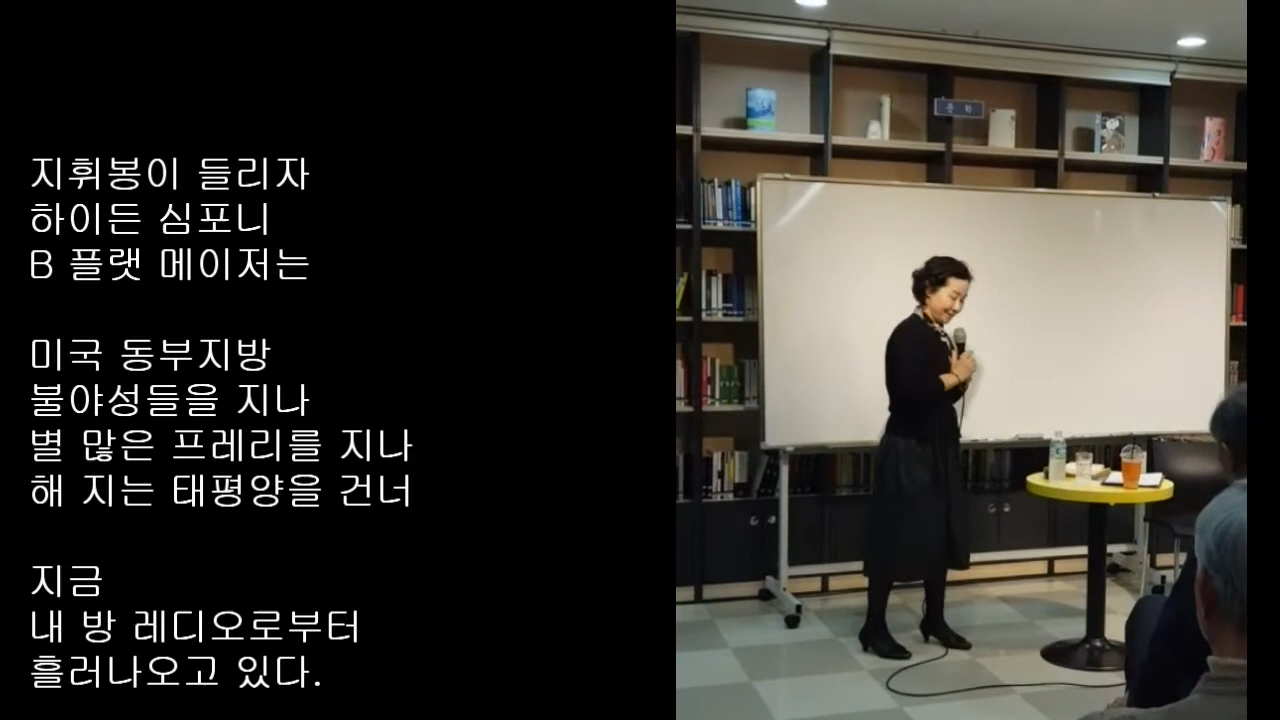 지휘봉이 들리자
하이든 심포니
B 플랫 메이저는
미국 동부지방
불야성들을 지나
별 많은 프레리를 지나
해 지는 태평양을 건너
지금
내 방 레디오로부터
흘러나오고 있다.
문 학